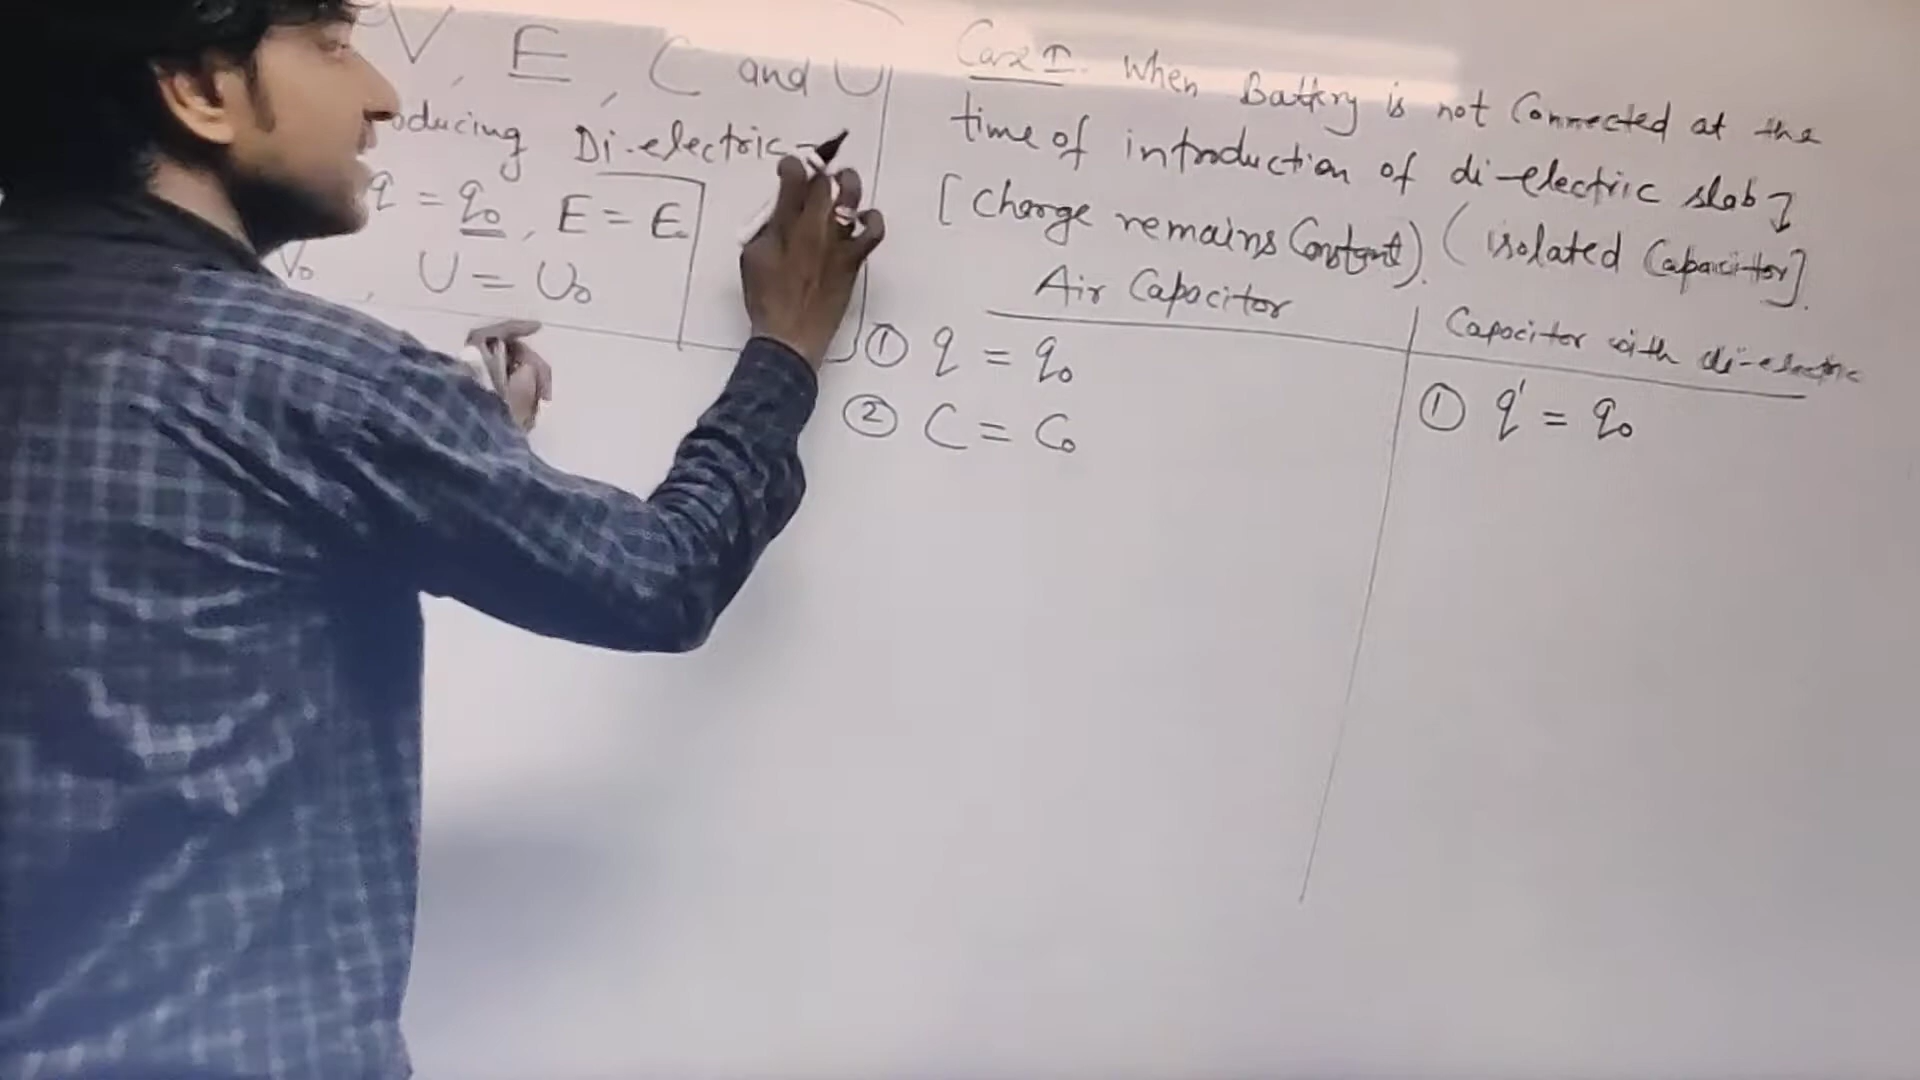 V, E, C and U
oducing Di-electric
q = q₀, E = E
V₀, U = U₀
Case I. When Battery is not Connected at the
time of introduction of di-electric slab]
[Charge remains Constant). (isolated Capacitor].
Air Capacitor
Capacitor with di-electric
① q = q₀
② C = C₀
① q' = q₀